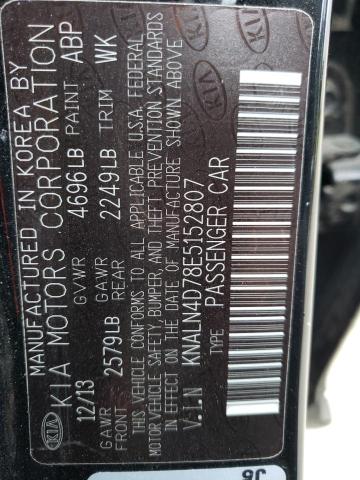 MANUFACTURED IN KOREA BY
KIA KIA MOTORS CORPORATION
12/13 GVWR 4696LB PAINT ABP
GAWR FRONT 2579LB GAWR REAR 2249LB TRIM WK
THIS VEHICLE CONFORMS TO ALL APPLICABLE U.S.A. FEDERAL
MOTOR VEHICLE SAFETY, BUMPER, AND THEFT PREVENTION STANDARDS
IN EFFECT ON THE DATE OF MANUFACTURE SHOWN ABOVE
V.I.N KNALN4D78E5152807
TYPE: PASSENGER CAR